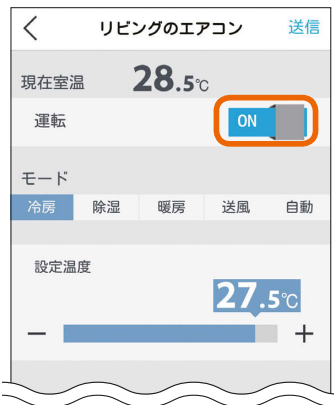 リビングのエアコン 送信
現在室温 28.5℃
運転 ON
モード
冷房 除湿 暖房 送風 自動
設定温度
27.5℃
− +